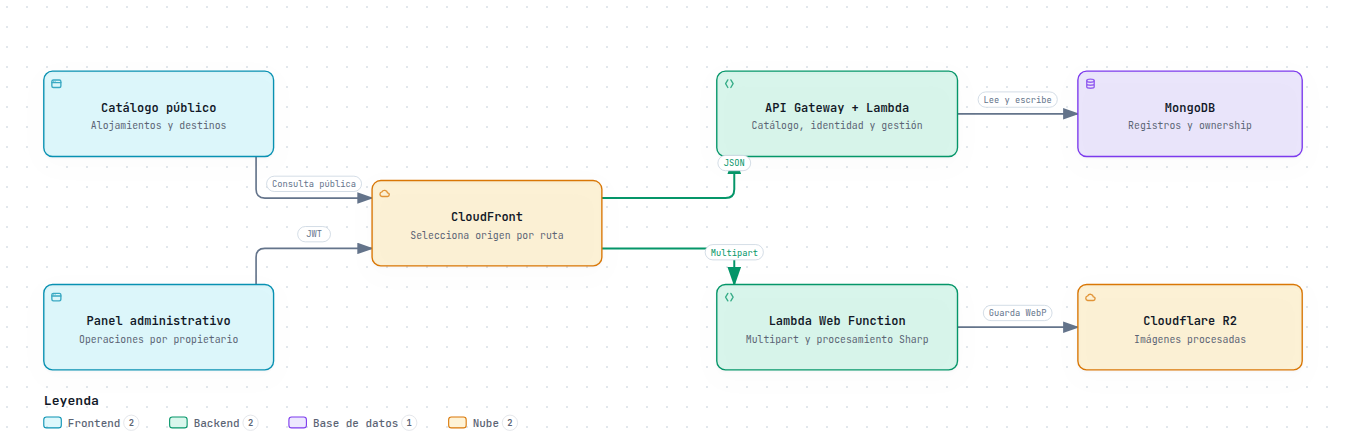 Catálogo público
Alojamientos y destinos
API Gateway + Lambda
Catálogo, identidad y gestión
Lee y escribe
MongoDB
Registros y ownership
JSON
Consulta pública
CloudFront
Selecciona origen por ruta
JWT
Multipart
Panel administrativo
Operaciones por propietario
Lambda Web Function
Multipart y procesamiento Sharp
Guarda WebP
Cloudflare R2
Imágenes procesadas
Leyenda
Frontend 2
Backend 2
Base de datos 1
Nube 2